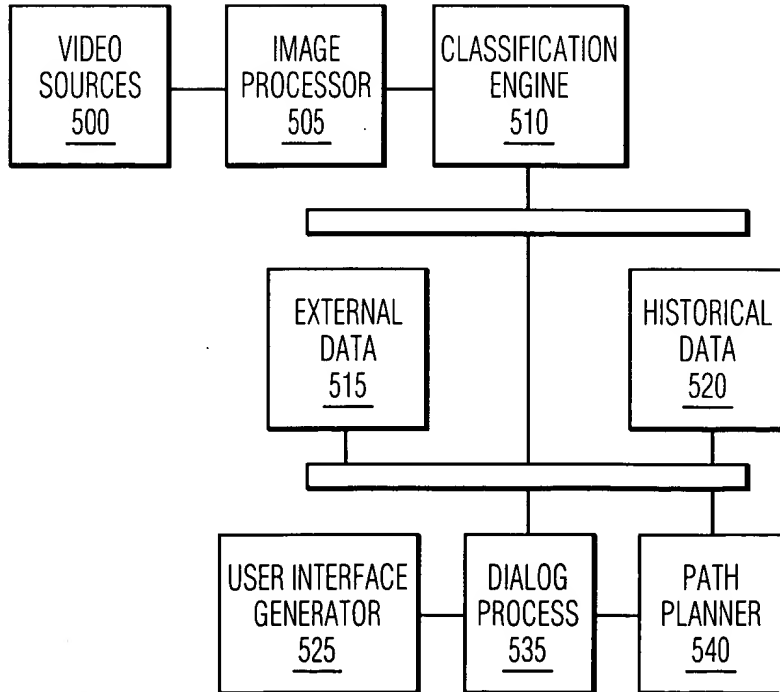 VIDEO
SOURCES
500
IMAGE
PROCESSOR
505
CLASSIFICATION
ENGINE
510
EXTERNAL
DATA
515
HISTORICAL
DATA
520
USER INTERFACE
GENERATOR
525
DIALOG
PROCESS
535
PATH
PLANNER
540